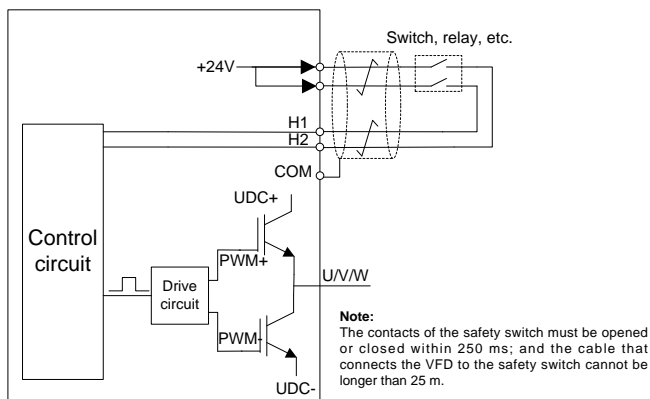 Switch, relay, etc.
+24V
H1
H2
COM
UDC+
Control
circuit
PWM+
Drive
circuit
U/V/W
PWM-
UDC-
Note:
The contacts of the safety switch must be opened
or closed within 250 ms; and the cable that
connects the VFD to the safety switch cannot be
longer than 25 m.